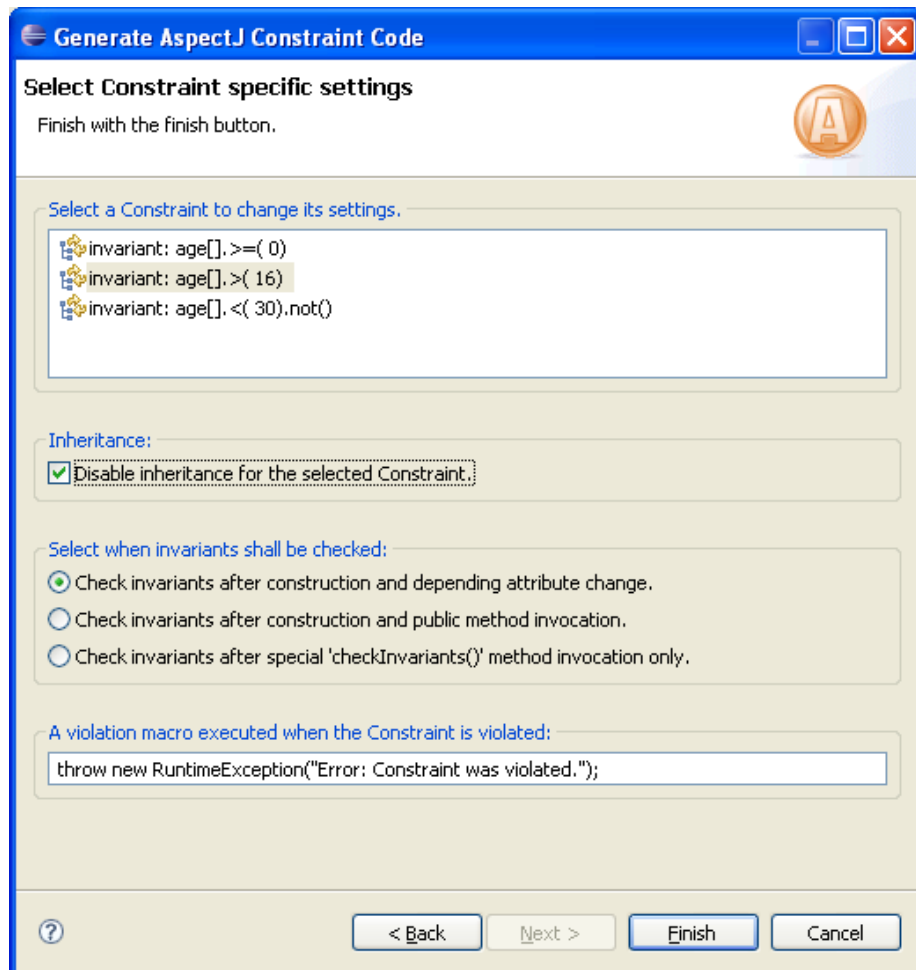 Generate AspectJ Constraint Code
Select Constraint specific settings
Finish with the finish button.
A
Select a Constraint to change its settings.
invariant: age[].>=( 0)
invariant: age[].>( 16)
invariant: age[].<( 30).not()
Inheritance:
Disable inheritance for the selected Constraint.
Select when invariants shall be checked:
Check invariants after construction and depending attribute change.
Check invariants after construction and public method invocation.
Check invariants after special 'checkInvariants()' method invocation only.
A violation macro executed when the Constraint is violated:
throw new RuntimeException("Error: Constraint was violated.");
? < Back Next > Finish Cancel